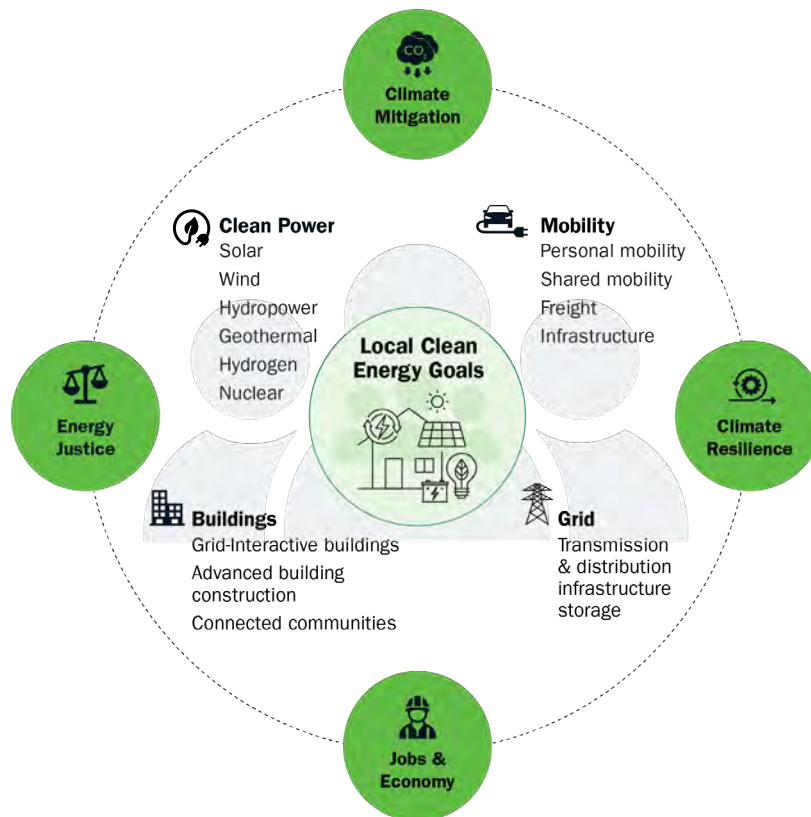 CO2
Climate
Mitigation
Clean Power
Solar
Wind
Hydropower
Geothermal
Hydrogen
Nuclear
Mobility
Personal mobility
Shared mobility
Freight
Infrastructure
Local Clean
Energy Goals
Energy
Justice
Climate
Resilience
Buildings
Grid-Interactive buildings
Advanced building
construction
Connected communities
Grid
Transmission
& distribution
infrastructure
storage
Jobs &
Economy